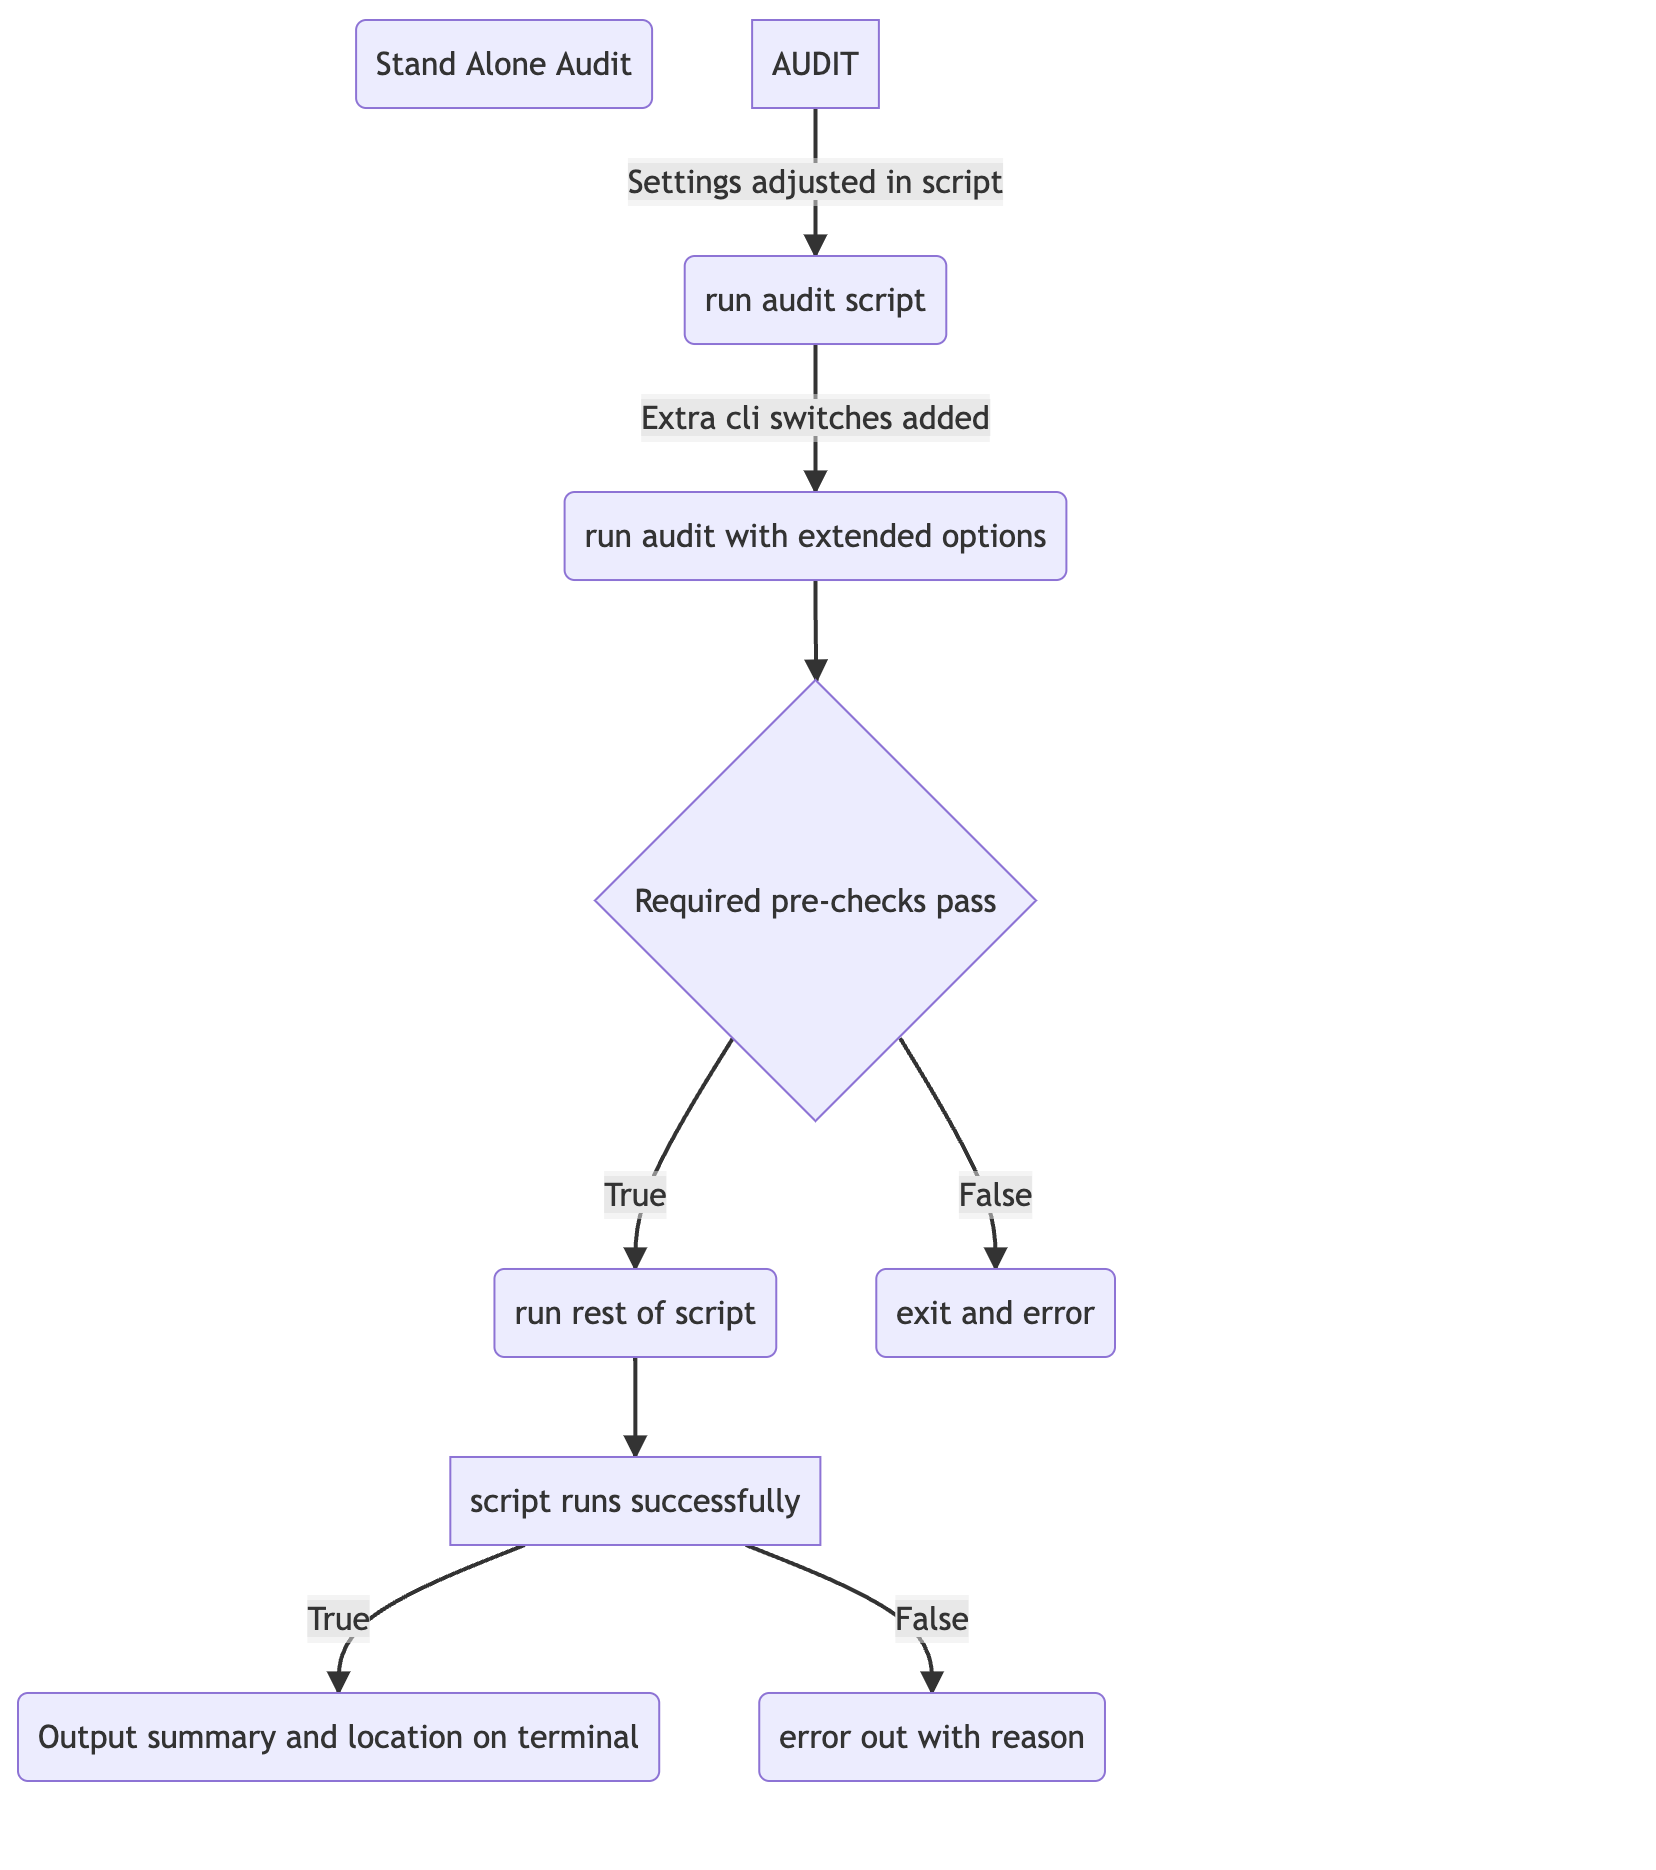 Stand Alone Audit
AUDIT
Settings adjusted in script
run audit script
Extra cli switches added
run audit with extended options
Required pre-checks pass
True
False
run rest of script
exit and error
script runs successfully
True
False
Output summary and location on terminal
error out with reason